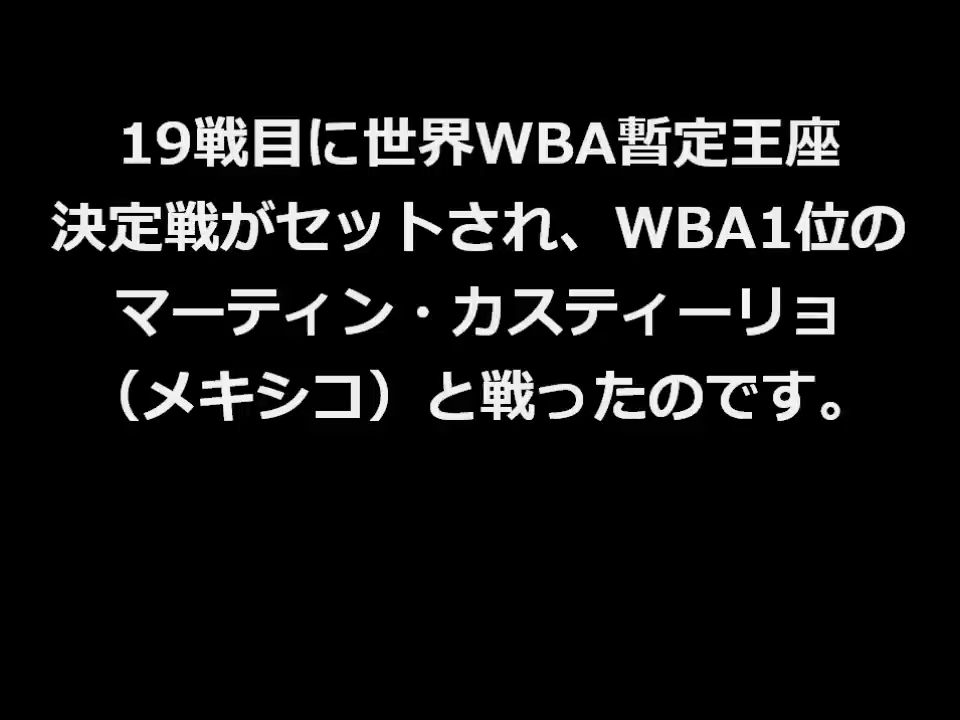 19戦目に世界WBA暫定王座
決定戦がセットされ、WBA1位の
マーティン・カスティーリョ
（メキシコ）と戦ったのです。